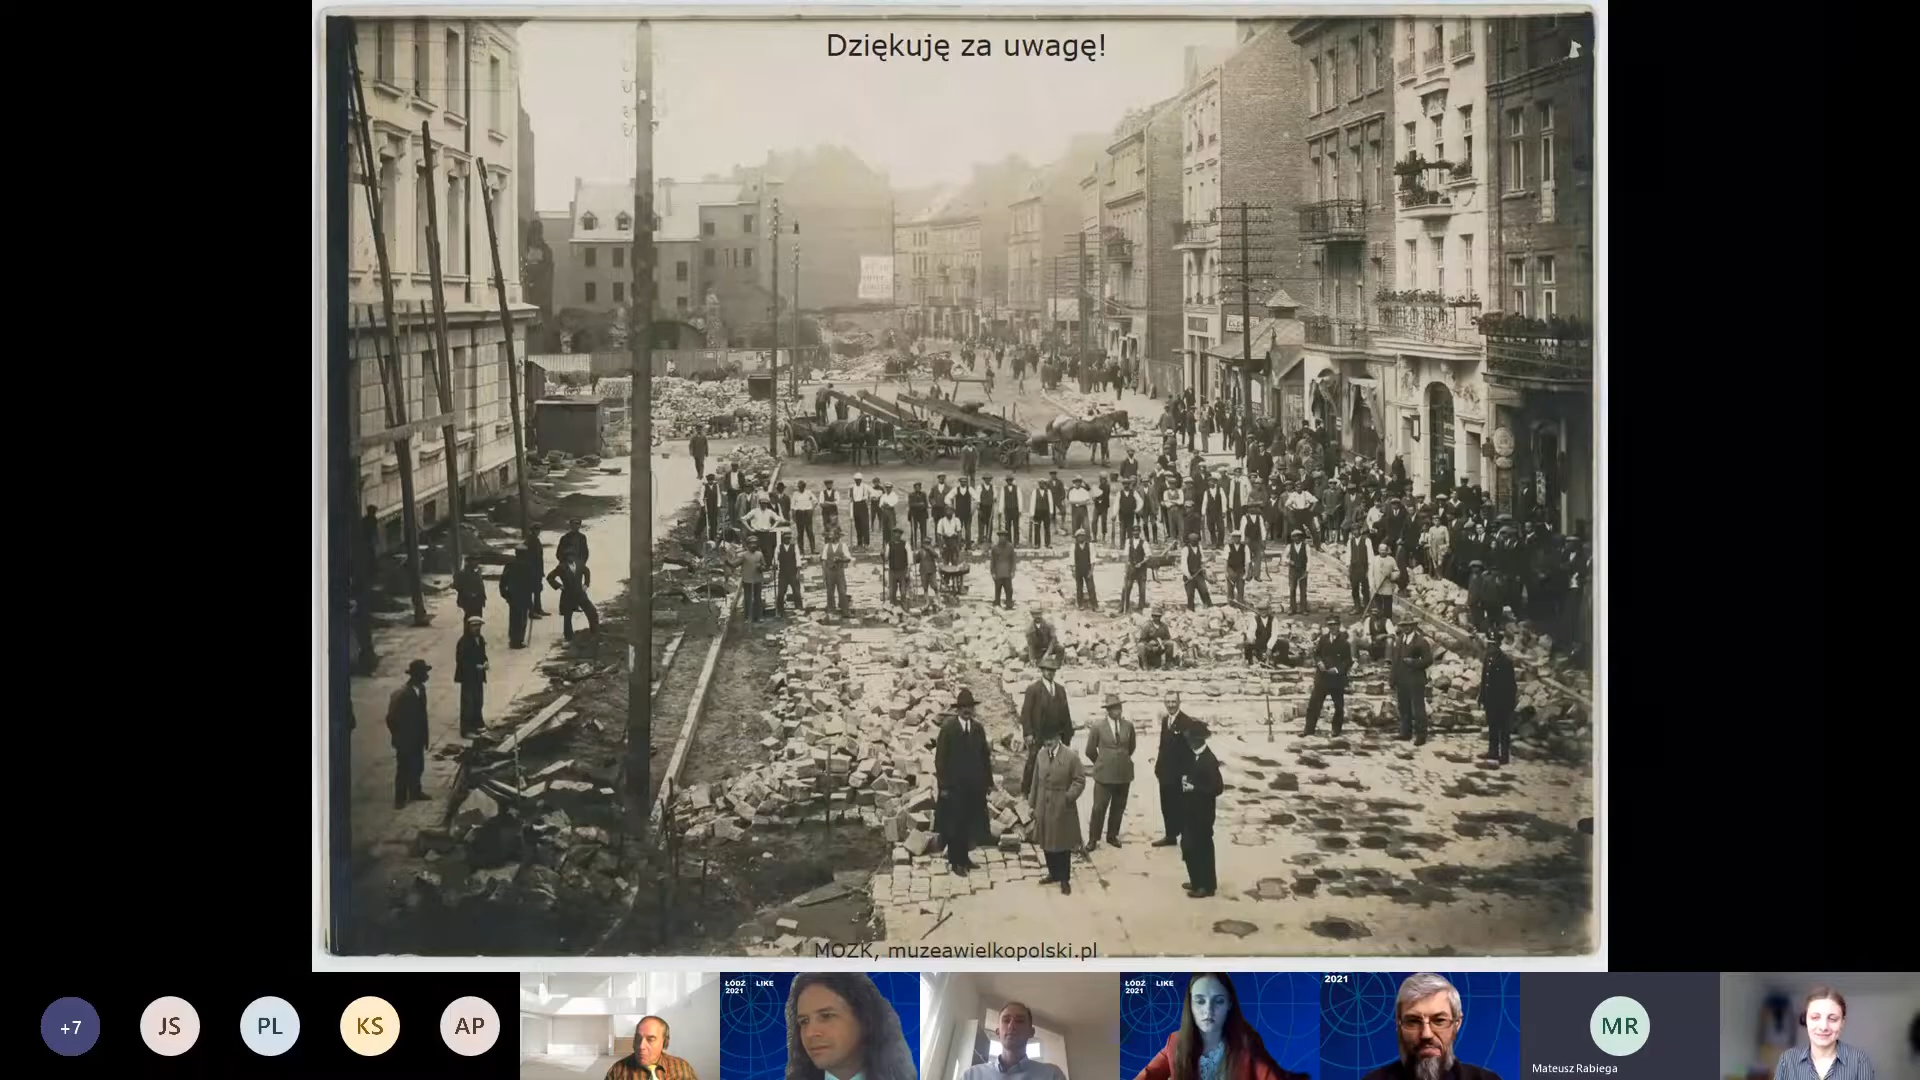 Dziękuję za uwagę!
MOZK, muzeawielkopolski.pl
+7
JS
PL
KS
AP
ŁÓDŹ LIKE
2021
ŁÓDŹ LIKE
2021
2021
MR
Mateusz Rabiega